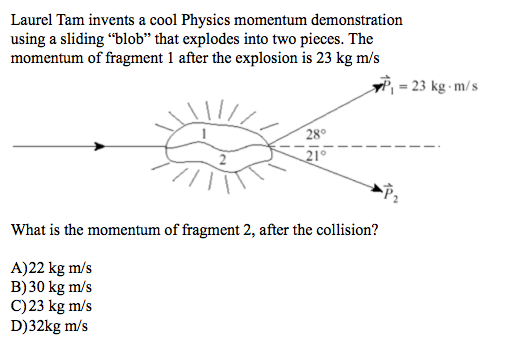 Laurel Tam invents a cool Physics momentum demonstration
using a sliding “blob” that explodes into two pieces. The
momentum of fragment 1 after the explosion is 23 kg m/s
P⃗₁ = 23 kg · m/s
1
28°
2
21°
P⃗₂
What is the momentum of fragment 2, after the collision?
A)22 kg m/s
B)30 kg m/s
C)23 kg m/s
D)32kg m/s